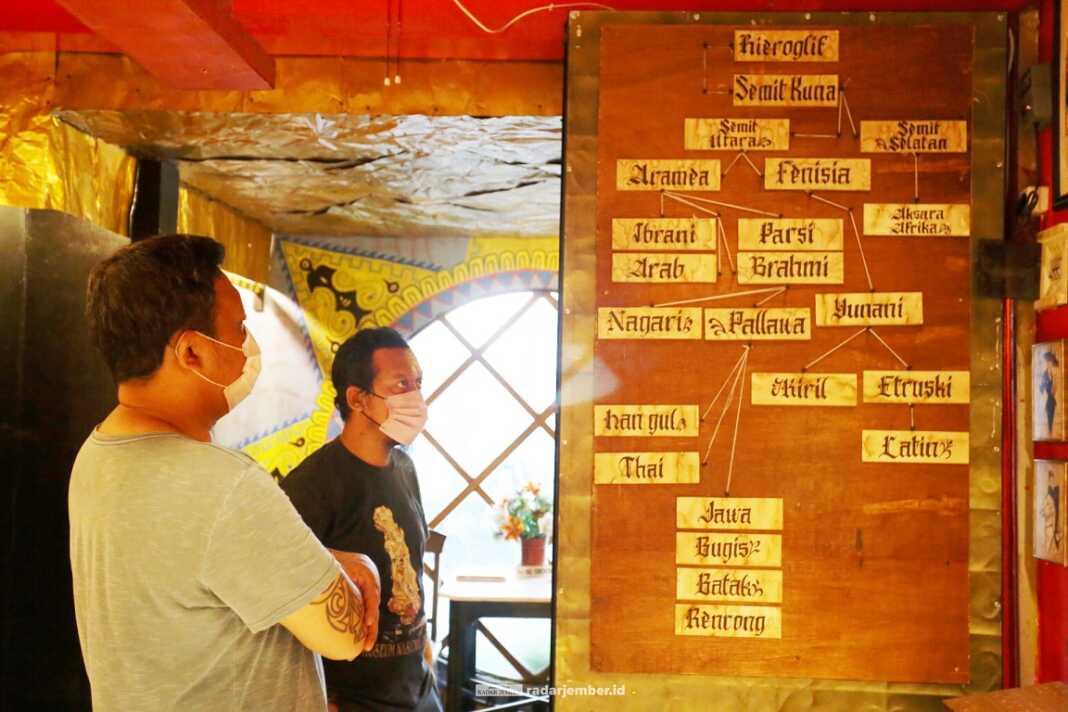 Hieroglif
Semit Kuna
Semit
Utara
Semit
Selatan
Aramea
Fenisia
Aksara
Afrika
Ibrani
Parsi
Arab
Brahmi
Yunani
Nagari
Pallawa
Kiril
Etruski
han gul
Latin
Thai
Jawa
Bugis
Batak
Rencong
radarjember.id